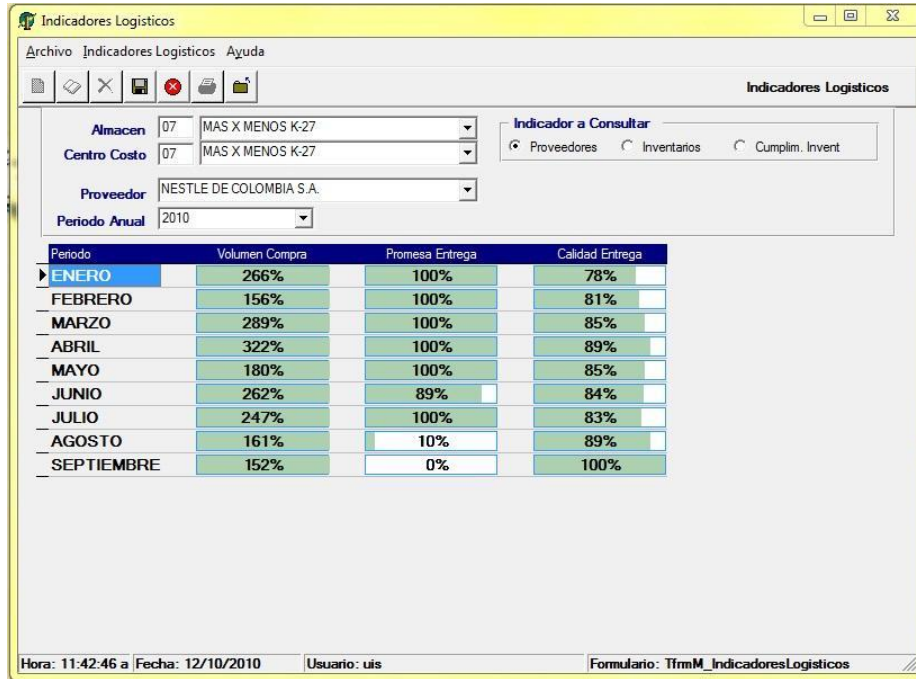 Indicadores Logisticos
Archivo Indicadores Logisticos Ayuda
Indicadores Logisticos
Almacen 07 MAS X MENOS K-27
Centro Costo 07 MAS X MENOS K-27
Proveedor NESTLE DE COLOMBIA S.A.
Periodo Anual 2010
Indicador a Consultar
Proveedores Inventarios Cumplim. Invent
Periodo Volumen Compra Promesa Entrega Calidad Entrega
ENERO 266% 100% 78%
FEBRERO 156% 100% 81%
MARZO 289% 100% 85%
ABRIL 322% 100% 89%
MAYO 180% 100% 85%
JUNIO 262% 89% 84%
JULIO 247% 100% 83%
AGOSTO 161% 10% 89%
SEPTIEMBRE 152% 0% 100%
Hora: 11:42:46 a Fecha: 12/10/2010 Usuario: uis Formulario: TfrmM_IndicadoresLogisticos